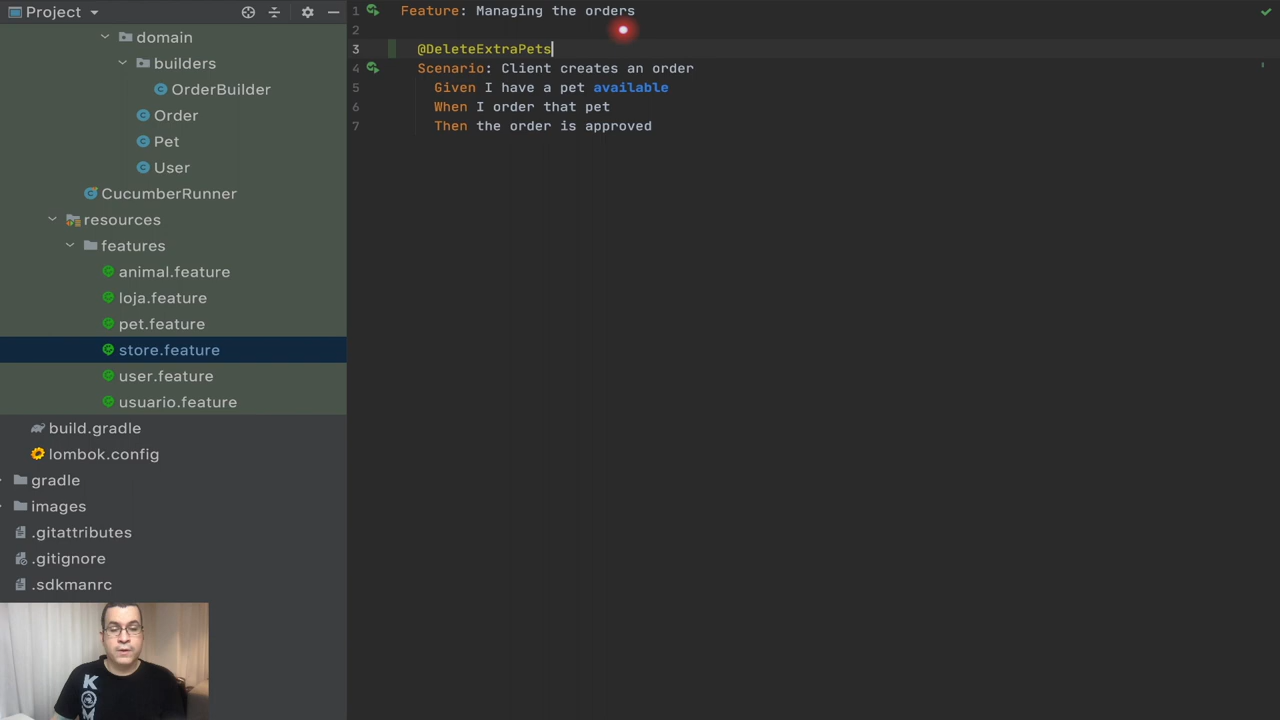 Project
domain
builders
OrderBuilder
Order
Pet
User
CucumberRunner
resources
features
animal.feature
loja.feature
pet.feature
store.feature
user.feature
usuario.feature
build.gradle
lombok.config
gradle
images
.gitattributes
.gitignore
.sdkmanrc
1 Feature: Managing the orders
2
3 @DeleteExtraPets
4 Scenario: Client creates an order
5 Given I have a pet available
6 When I order that pet
7 Then the order is approved